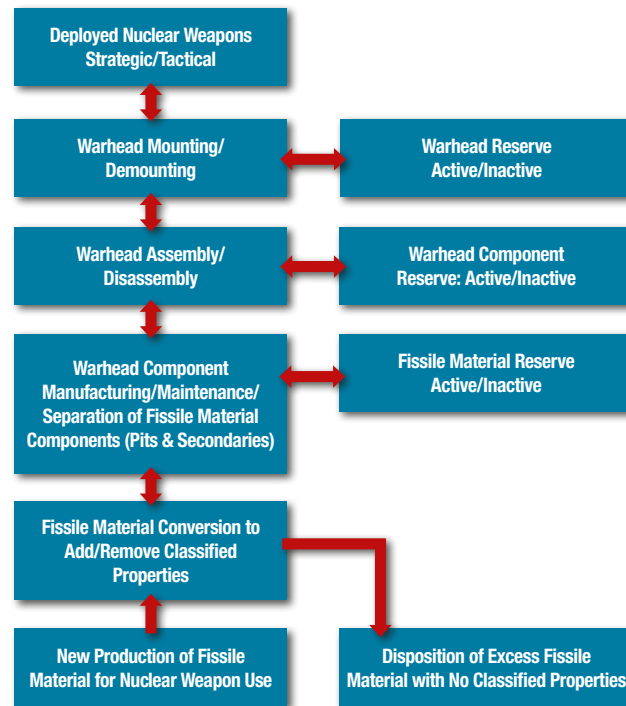 Deployed Nuclear Weapons
Strategic/Tactical
Warhead Mounting/
Demounting
Warhead Reserve
Active/Inactive
Warhead Assembly/
Disassembly
Warhead Component
Reserve: Active/Inactive
Warhead Component
Manufacturing/Maintenance/
Separation of Fissile Material
Components (Pits & Secondaries)
Fissile Material Reserve
Active/Inactive
Fissile Material Conversion to
Add/Remove Classified
Properties
New Production of Fissile
Material for Nuclear Weapon Use
Disposition of Excess Fissile
Material with No Classified Properties